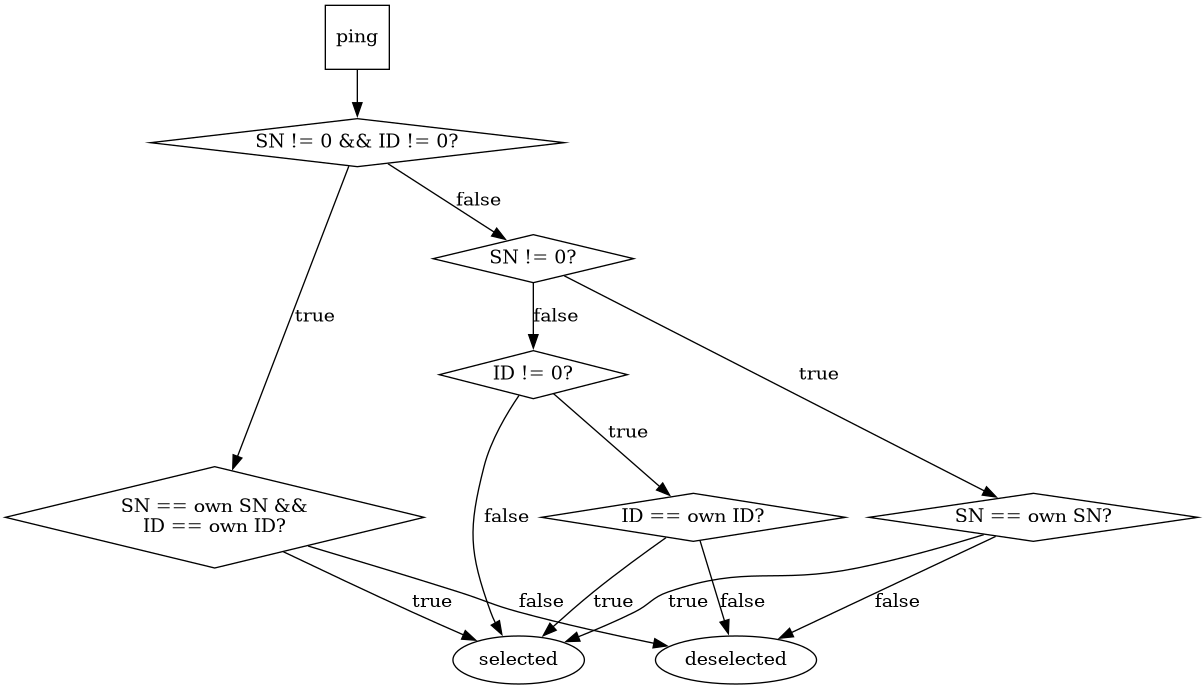 ping
SN != 0 && ID != 0?
false
SN != 0?
true
false
true
ID != 0?
true
SN == own SN &&
ID == own ID?
false
ID == own ID?
SN == own SN?
true
false
true
true
false
false
selected
deselected